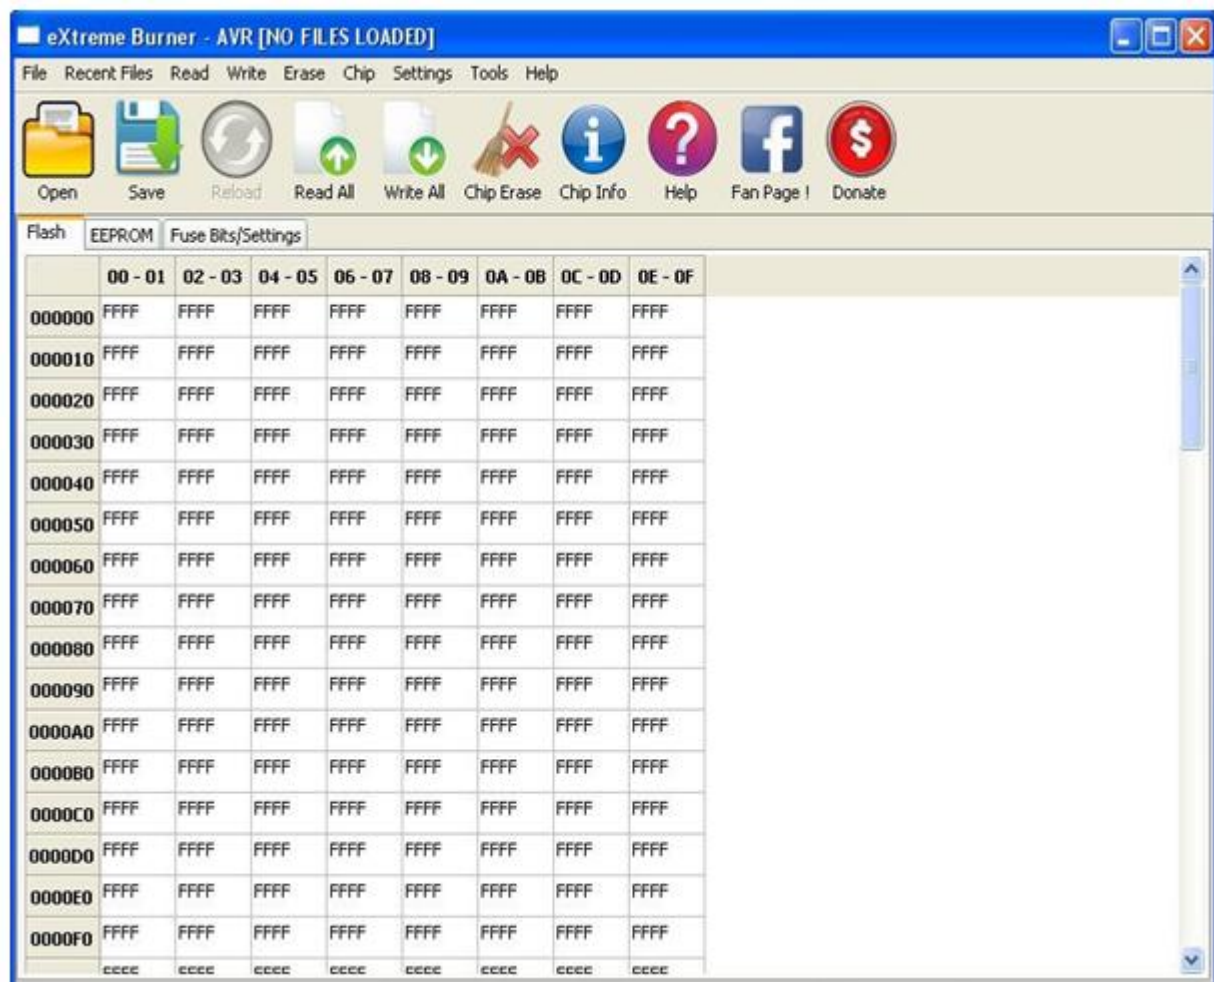 eXtreme Burner - AVR [NO FILES LOADED]
File Recent Files Read Write Erase Chip Settings Tools Help
Open Save Reload Read All Write All Chip Erase Chip Info Help Fan Page ! Donate
Flash EEPROM Fuse Bits/Settings
00 - 01 02 - 03 04 - 05 06 - 07 08 - 09 0A - 0B 0C - 0D 0E - 0F
000000 FFFF FFFF FFFF FFFF FFFF FFFF FFFF FFFF
000010 FFFF FFFF FFFF FFFF FFFF FFFF FFFF FFFF
000020 FFFF FFFF FFFF FFFF FFFF FFFF FFFF FFFF
000030 FFFF FFFF FFFF FFFF FFFF FFFF FFFF FFFF
000040 FFFF FFFF FFFF FFFF FFFF FFFF FFFF FFFF
000050 FFFF FFFF FFFF FFFF FFFF FFFF FFFF FFFF
000060 FFFF FFFF FFFF FFFF FFFF FFFF FFFF FFFF
000070 FFFF FFFF FFFF FFFF FFFF FFFF FFFF FFFF
000080 FFFF FFFF FFFF FFFF FFFF FFFF FFFF FFFF
000090 FFFF FFFF FFFF FFFF FFFF FFFF FFFF FFFF
0000A0 FFFF FFFF FFFF FFFF FFFF FFFF FFFF FFFF
0000B0 FFFF FFFF FFFF FFFF FFFF FFFF FFFF FFFF
0000C0 FFFF FFFF FFFF FFFF FFFF FFFF FFFF FFFF
0000D0 FFFF FFFF FFFF FFFF FFFF FFFF FFFF FFFF
0000E0 FFFF FFFF FFFF FFFF FFFF FFFF FFFF FFFF
0000F0 FFFF FFFF FFFF FFFF FFFF FFFF FFFF FFFF